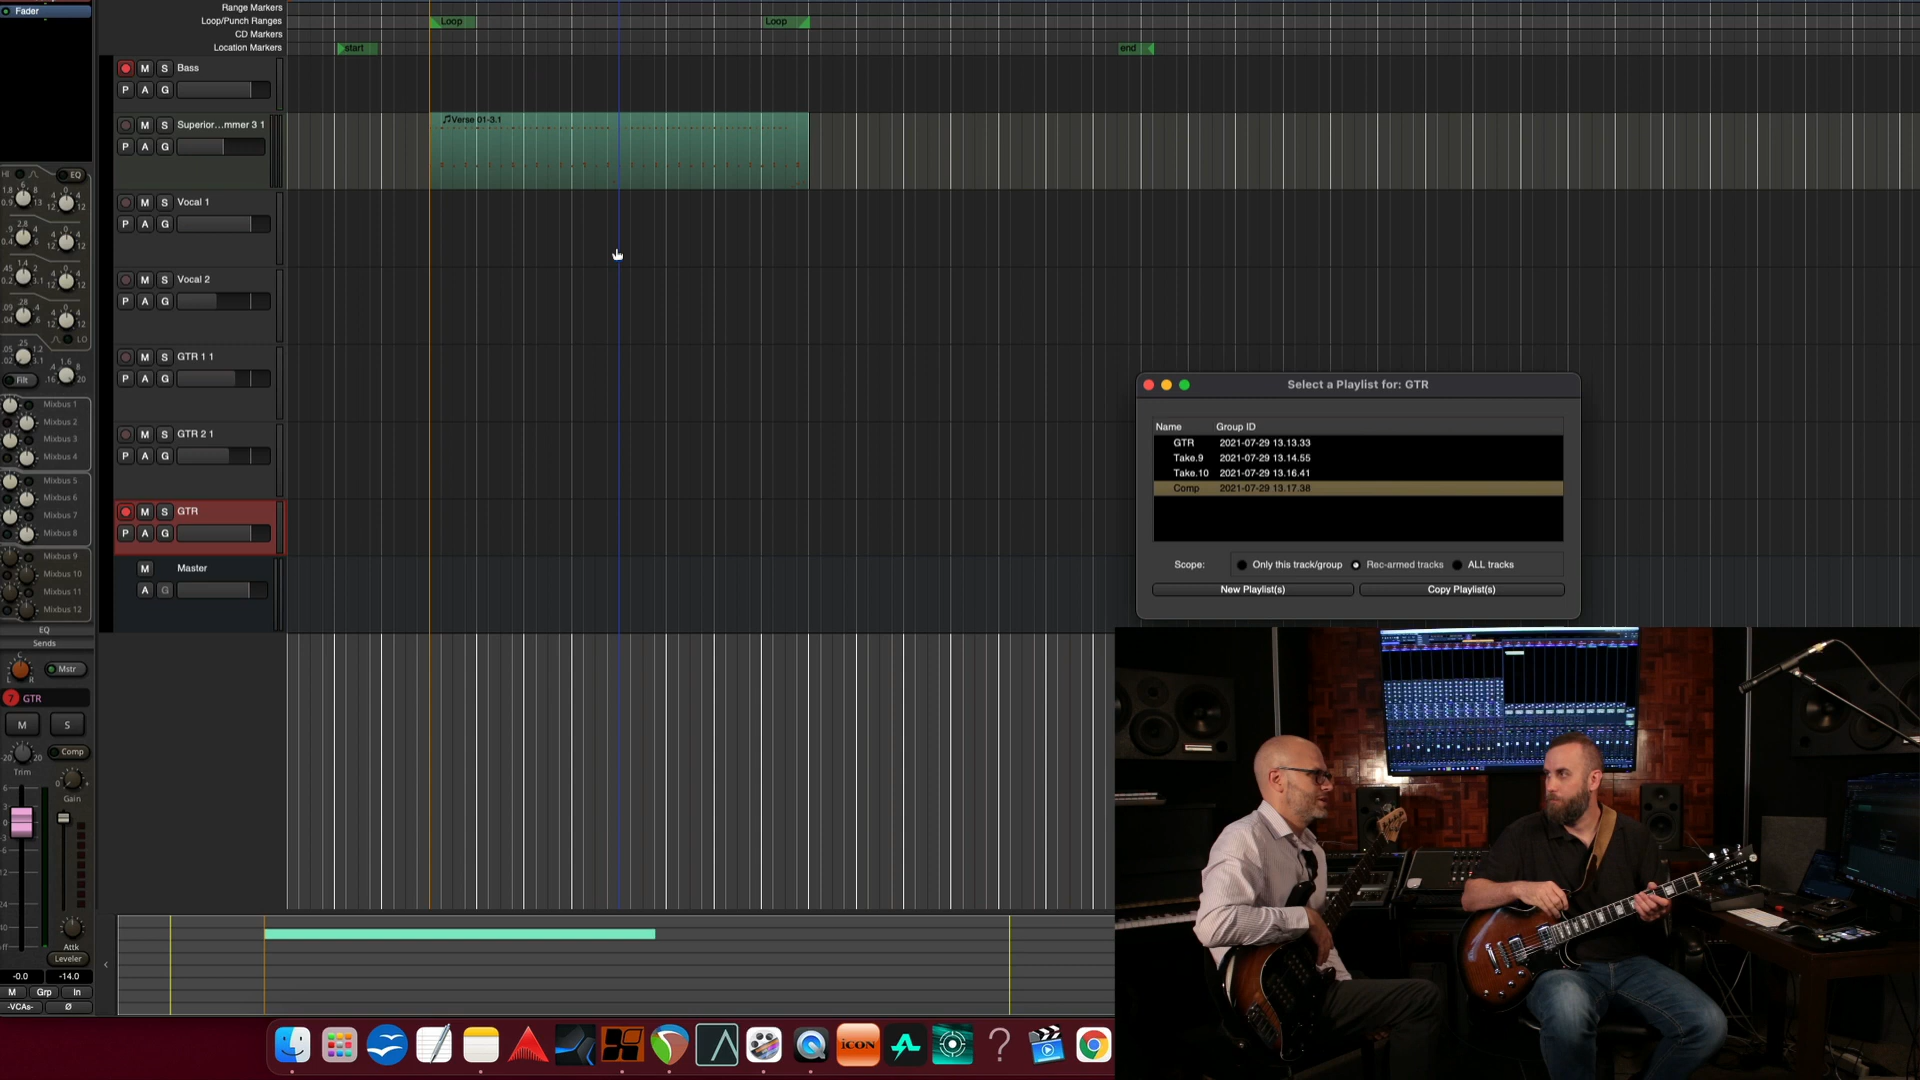 Fader
Range Markers
Loop/Punch Ranges
Loop
Loop
CD Markers
Location Markers
start
end
M S Bass
P A G
M S Superior...mmer 3 1
P A G
Verse 01-3.1
M S Vocal 1
P A G
M S Vocal 2
P A G
M S GTR 1 1
P A G
M S GTR 2 1
P A G
M S GTR
P A G
M Master
A G
HI
EQ
LO
Filt
Mixbus 1
Mixbus 2
Mixbus 3
Mixbus 4
Mixbus 5
Mixbus 6
Mixbus 7
Mixbus 8
Mixbus 9
Mixbus 10
Mixbus 11
Mixbus 12
EQ
Sends
C
L R
Mstr
7 GTR
M S
Comp
-20 20
Trim
Gain
Attk
Leveler
-0.0 -14.0
M Grp In
-VCAs- Ø
Select a Playlist for: GTR
Name Group ID
GTR 2021-07-29 13.13.33
Take.9 2021-07-29 13.14.55
Take.10 2021-07-29 13.16.41
Comp 2021-07-29 13.17.38
Scope: Only this track/group Rec-armed tracks ALL tracks
New Playlist(s) Copy Playlist(s)
iCON